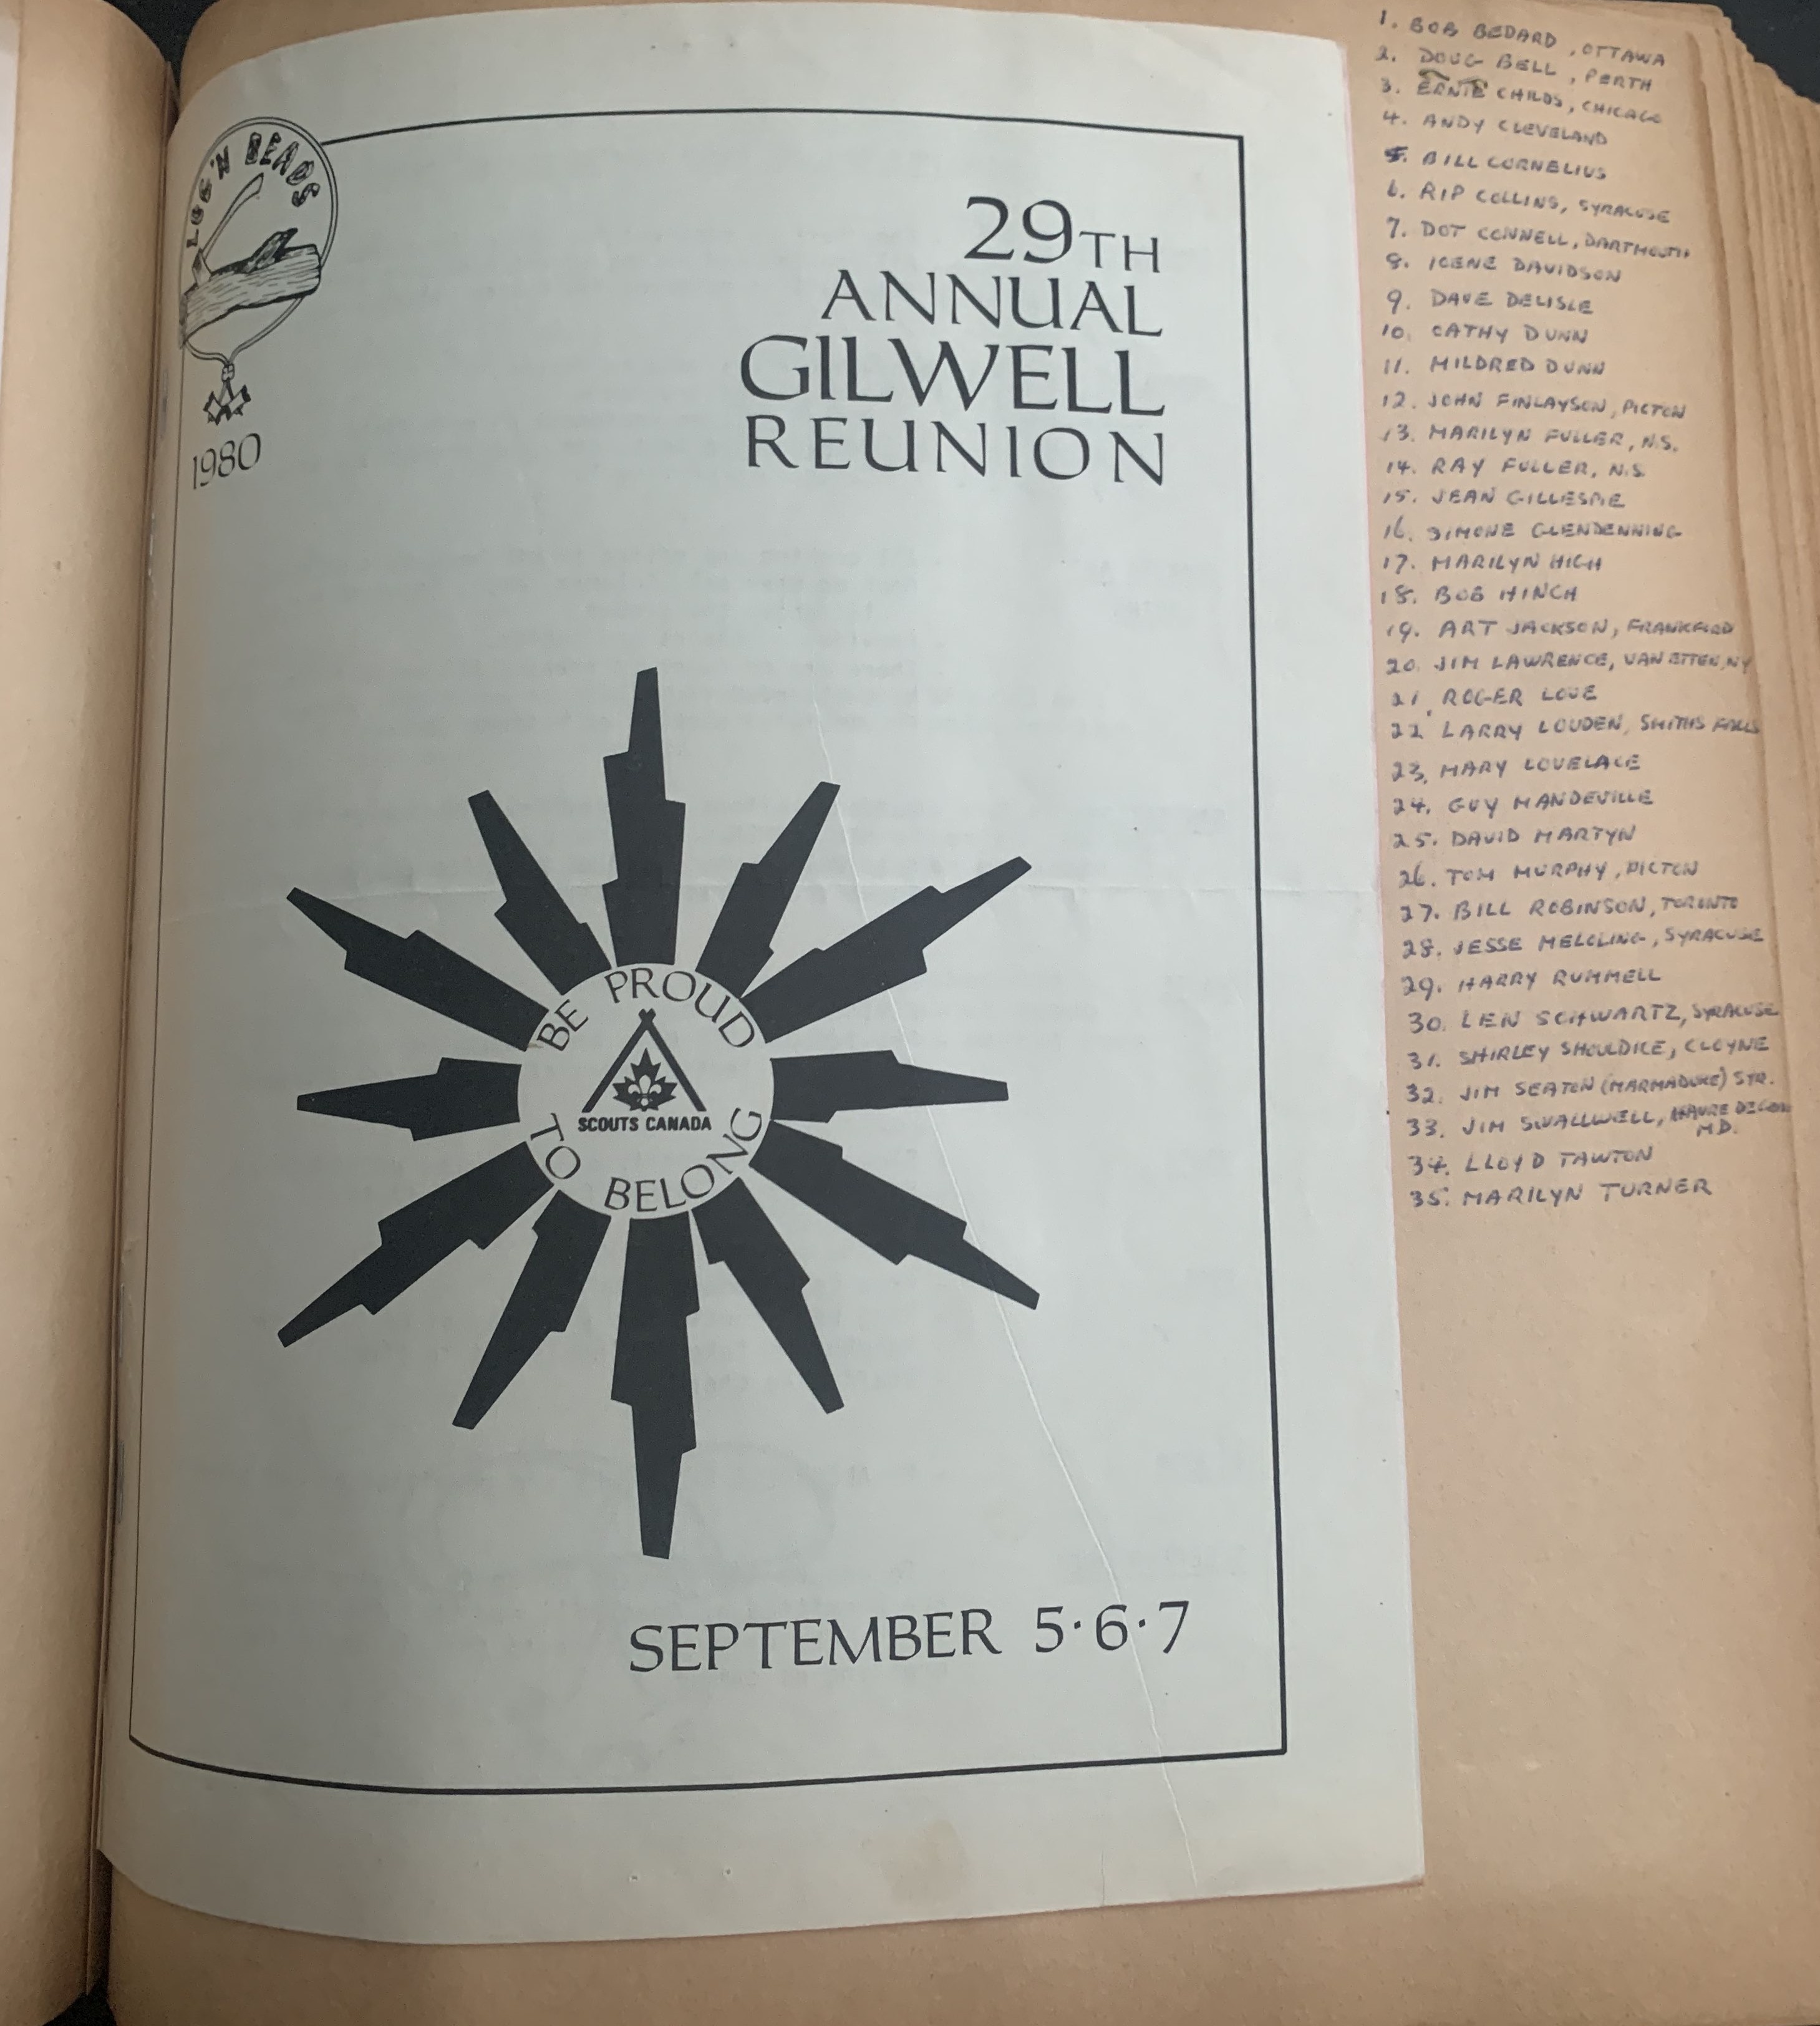 LOG 'N BEADS
1980
29TH
ANNUAL
GILWELL
REUNION
BE PROUD
SCOUTS CANADA
TO BELONG
SEPTEMBER 5·6·7
1. BOB BEDARD, OTTAWA
2. DOUG BELL, PERTH
3. ERNIE CHILDS, CHICAGO
4. ANDY CLEVELAND
5. BILL CORNELIUS
6. RIP COLLINS, SYRACUSE
7. DOT CONNELL, DARTMOUTH
8. ICENE DAVIDSON
9. DAVE DELISLE
10. CATHY DUNN
11. MILDRED DUNN
12. JOHN FINLAYSON, PICTON
13. MARILYN FULLER, N.S.
14. RAY FULLER, N.S.
15. JEAN GILLESPIE
16. SIMONE GLENDENNING
17. MARILYN HIGH
18. BOB HINCH
19. ART JACKSON, FRANKFORD
20. JIM LAWRENCE, VAN ETTEN, NY
21. ROGER LOVE
22 LARRY LOUDEN, SMITHS FALLS
23. MARY LOVELACE
24. GUY MANDEVILLE
25. DAVID MARTYN
26. TOM MURPHY, PICTON
27. BILL ROBINSON, TORONTO
28. JESSE MELOLING, SYRACUSE
29. HARRY RUMMELL
30. LEN SCHWARTZ, SYRACUSE
31. SHIRLEY SHOULDICE, CLOYNE
32. JIM SEATON (MARMADUKE) SYR.
33. JIM SWALLWELL, HAVRE DE
M.D.
34. LLOYD TAWTON
35. MARILYN TURNER